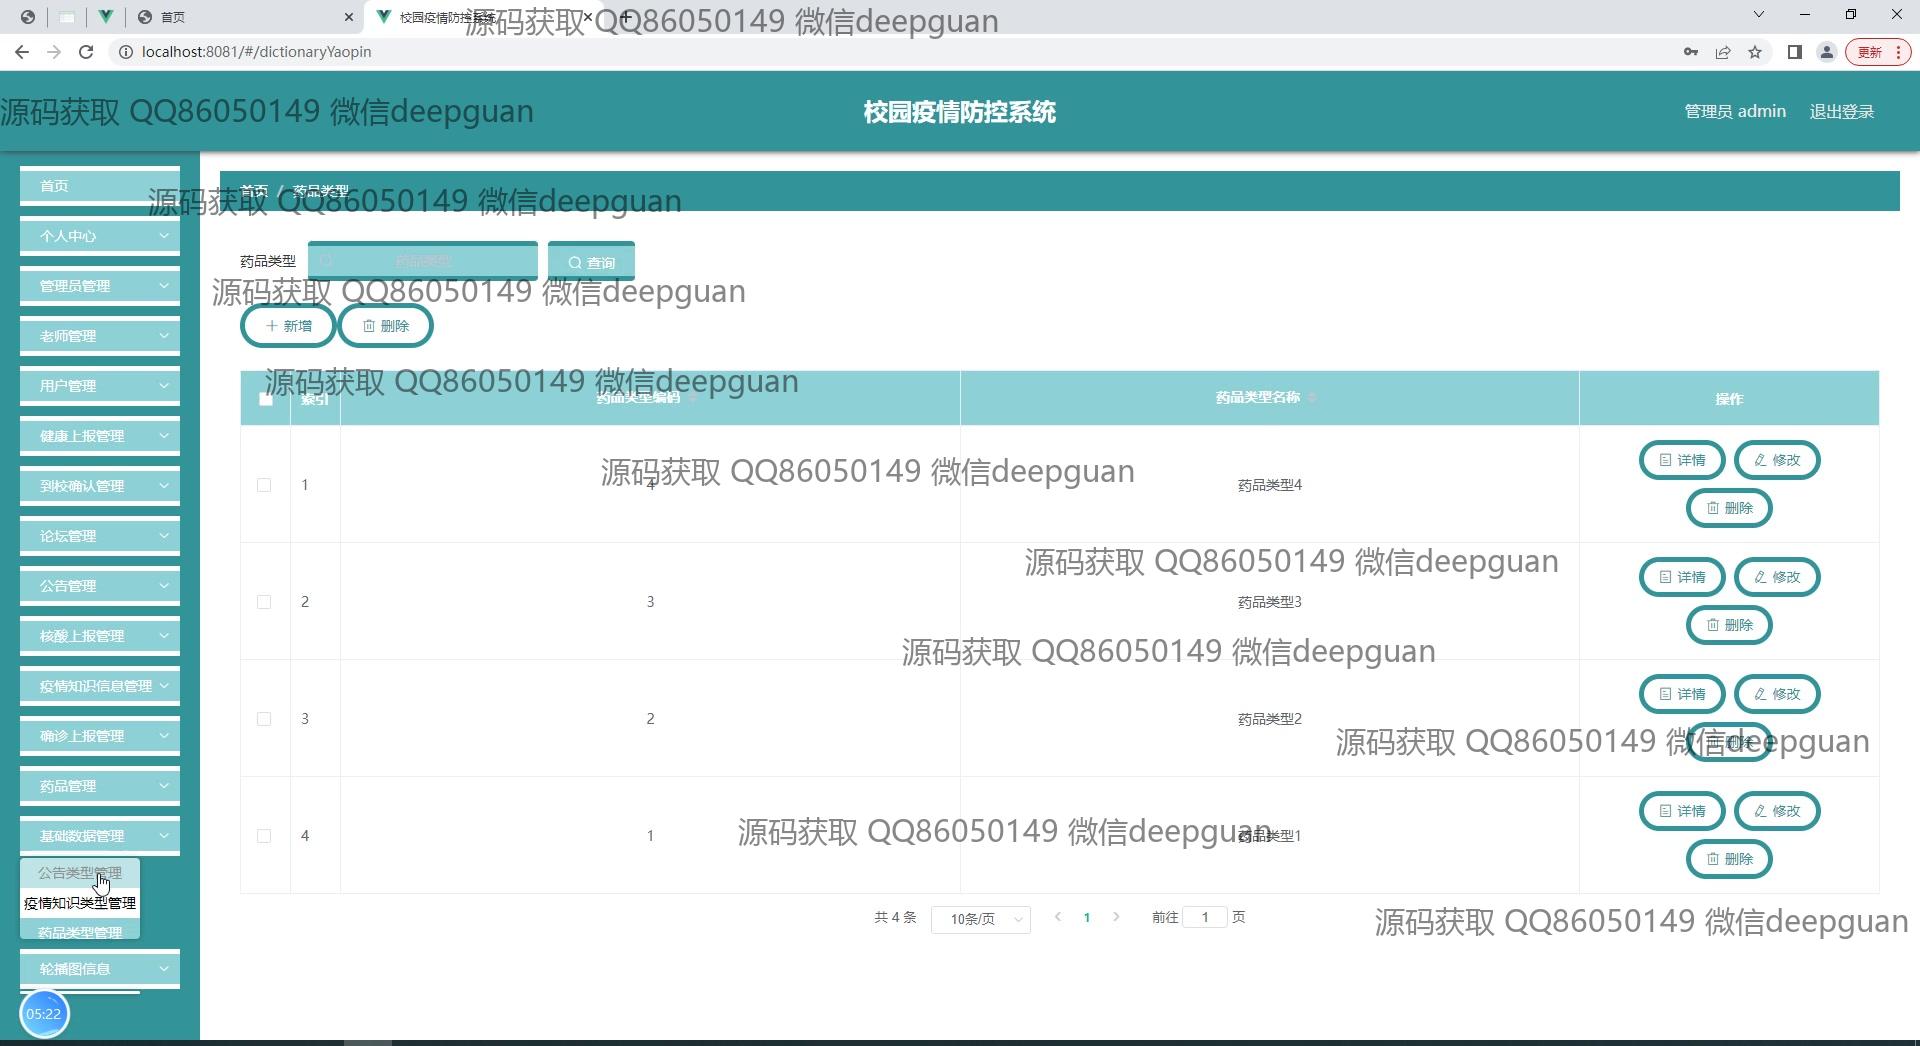 首页
校园疫情防控系统
源码获取 QQ86050149 微信deepguan
localhost:8081/#/dictionaryYaopin
更新
源码获取 QQ86050149 微信deepguan
校园疫情防控系统
管理员 admin
退出登录
首页
个人中心
管理员管理
老师管理
用户管理
健康上报管理
到校确认管理
论坛管理
公告管理
核酸上报管理
疫情知识信息管理
确诊上报管理
药品管理
基础数据管理
公告类型管理
疫情知识类型管理
药品类型管理
轮播图信息
05:22
首页 / 药品类型
源码获取 QQ86050149 微信deepguan
药品类型
药品类型
查询
源码获取 QQ86050149 微信deepguan
新增
删除
源码获取 QQ86050149 微信deepguan
索引
药品类型编码
药品类型名称
操作
1
4
药品类型4
详情
修改
删除
源码获取 QQ86050149 微信deepguan
源码获取 QQ86050149 微信deepguan
2
3
药品类型3
详情
修改
删除
源码获取 QQ86050149 微信deepguan
3
2
药品类型2
详情
修改
删除
源码获取 QQ86050149 微信deepguan
4
1
药品类型1
详情
修改
删除
源码获取 QQ86050149 微信deepguan
共 4 条
10条/页
1
前往 1 页
源码获取 QQ86050149 微信deepguan